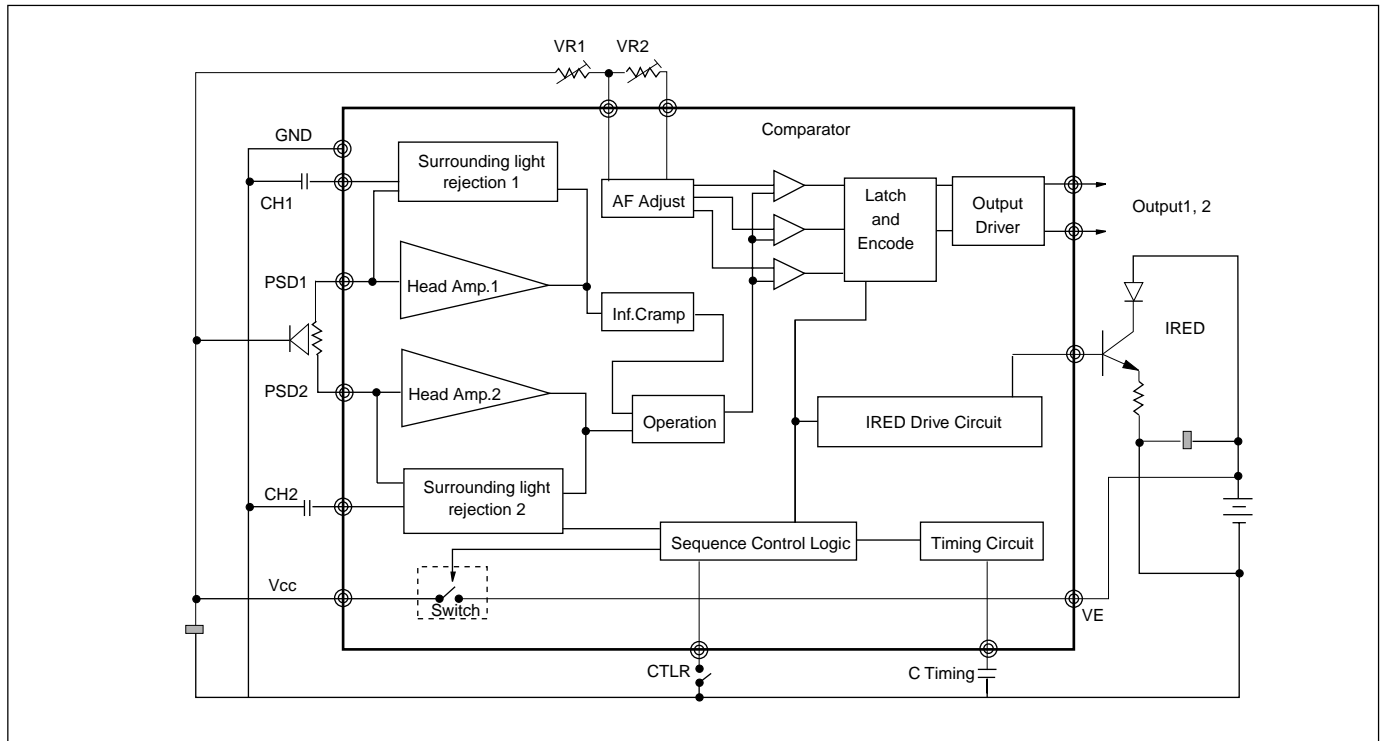 VR1
VR2
GND
Comparator
Surrounding light
rejection 1
CH1
AF Adjust
Latch
and
Encode
Output
Driver
Output1, 2
PSD1
Head Amp.1
Inf.Cramp
IRED
PSD2
Head Amp.2
Operation
IRED Drive Circuit
CH2
Surrounding light
rejection 2
Sequence Control Logic
Timing Circuit
Vcc
Switch
VE
CTLR
C Timing